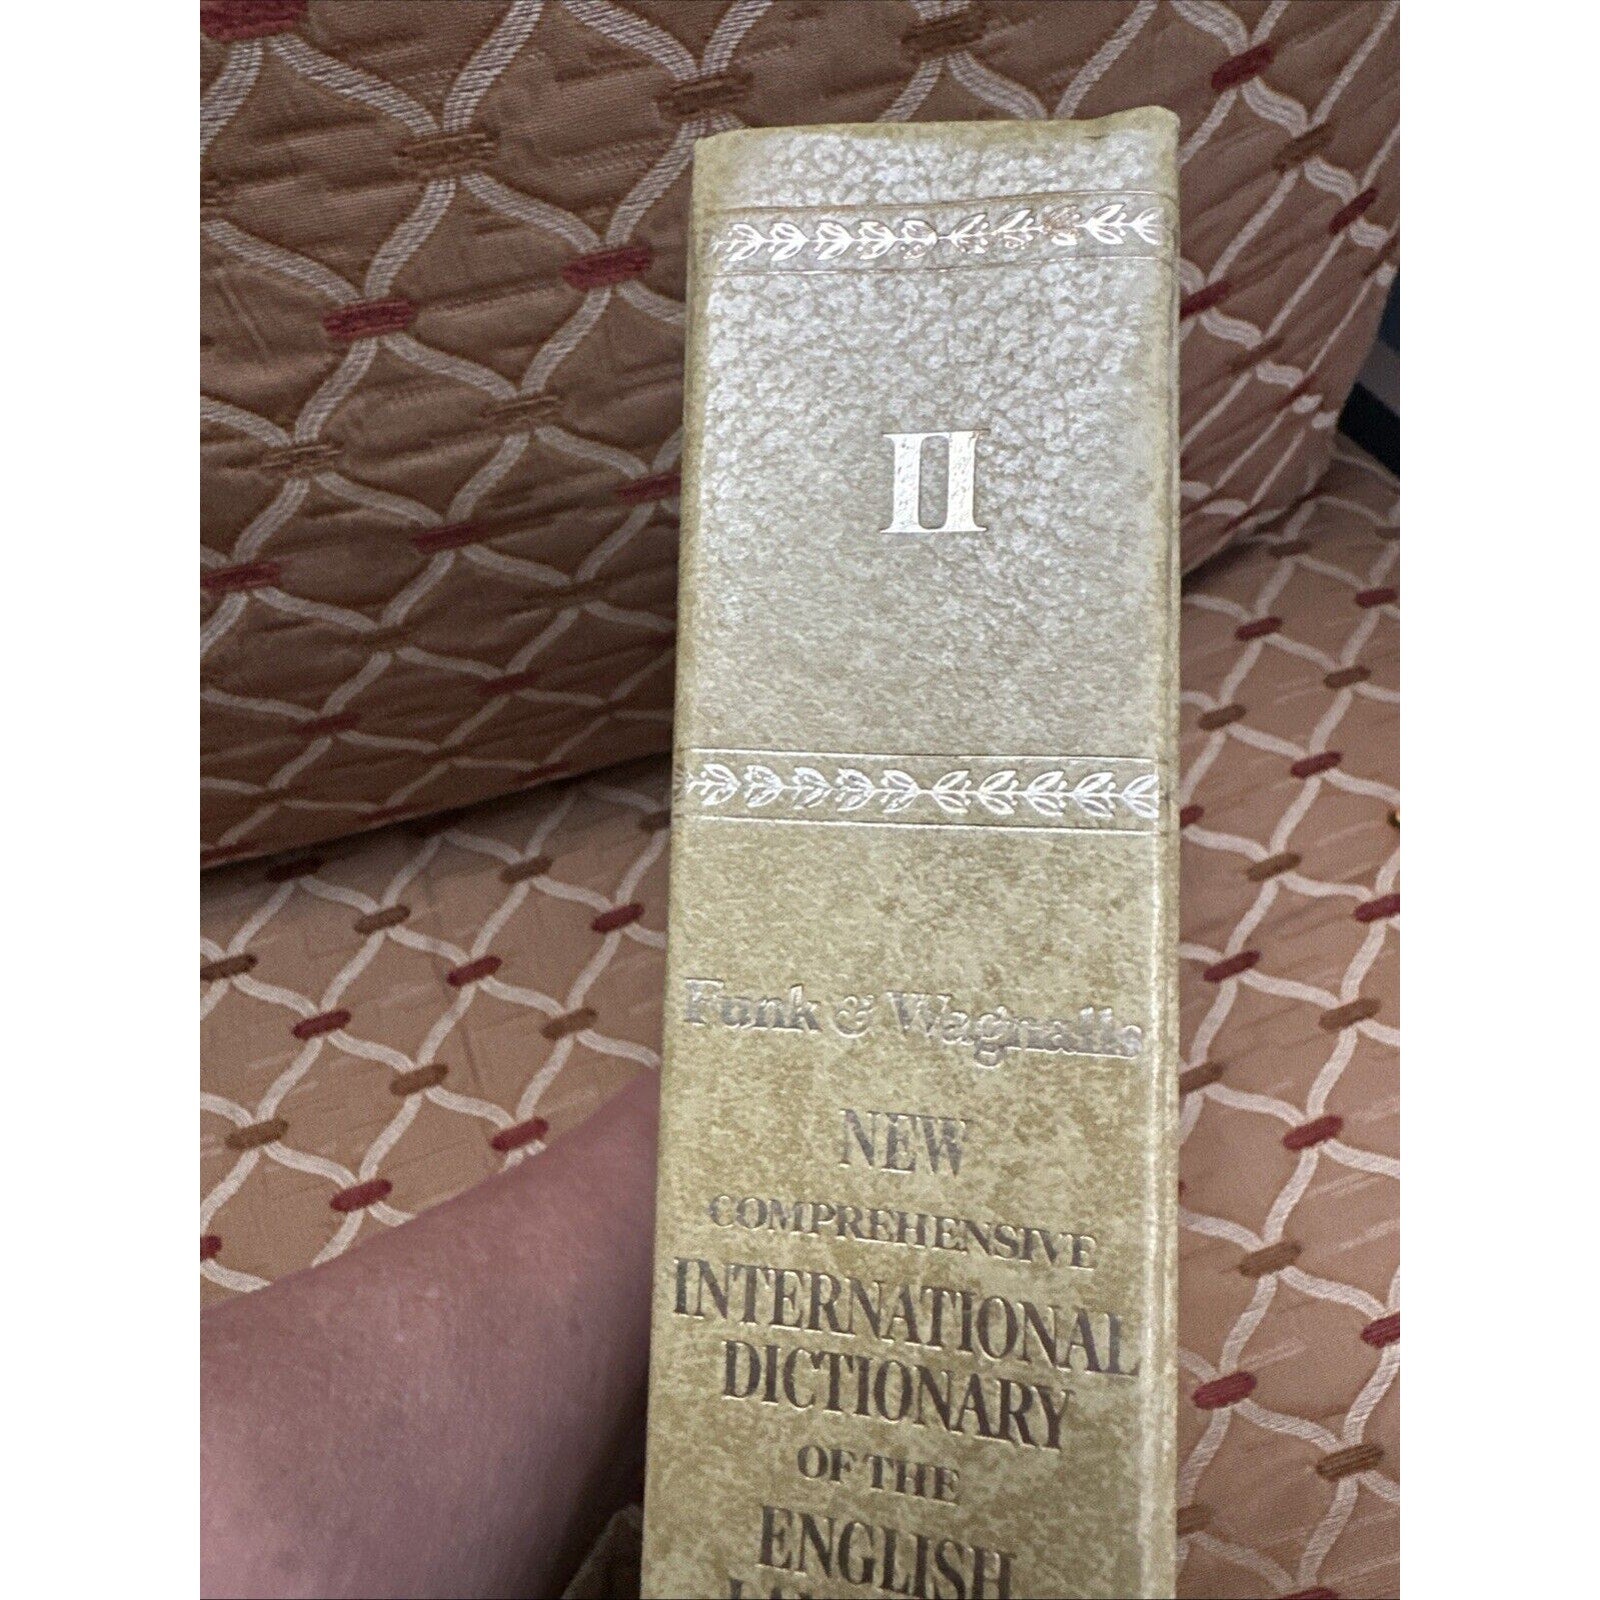 II
Funk & Wagnalls
NEW
COMPREHENSIVE
INTERNATIONAL
DICTIONARY
OF THE
ENGLISH